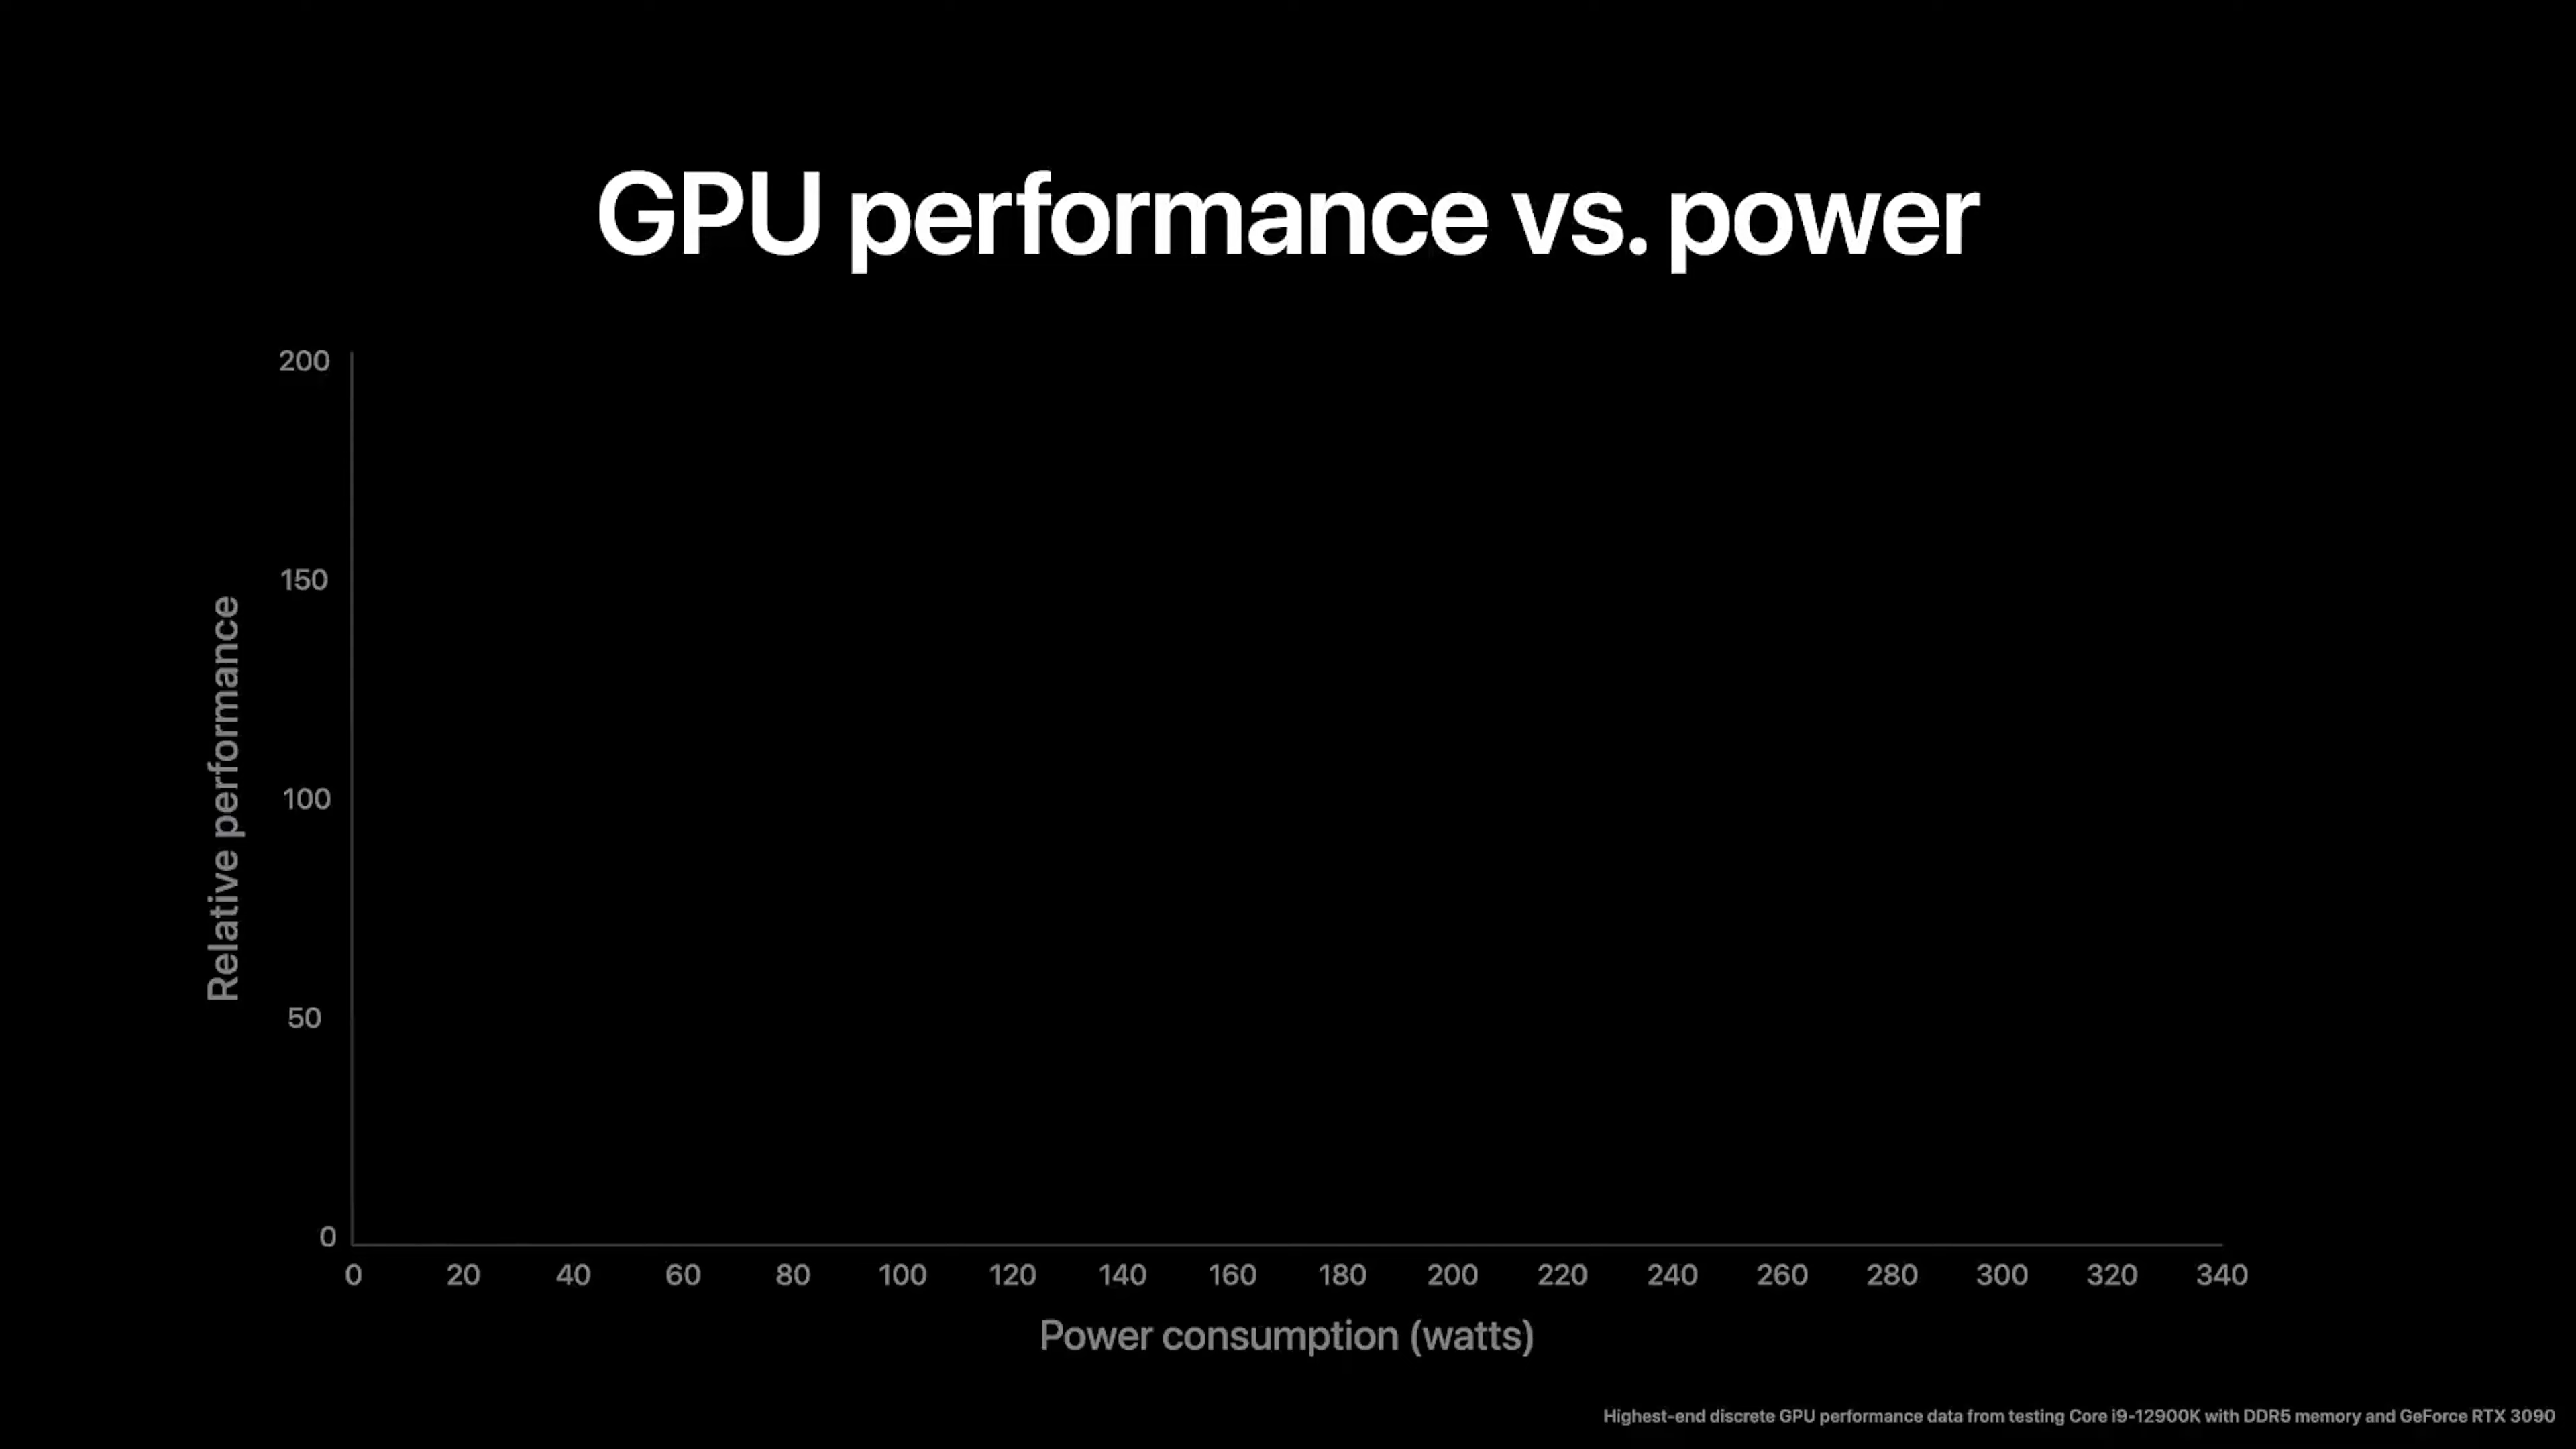 GPU performance vs. power
200
150
100
50
0
Relative performance
0 20 40 60 80 100 120 140 160 180 200 220 240 260 280 300 320 340
Power consumption (watts)
Highest-end discrete GPU performance data from testing Core i9-12900K with DDR5 memory and GeForce RTX 3090